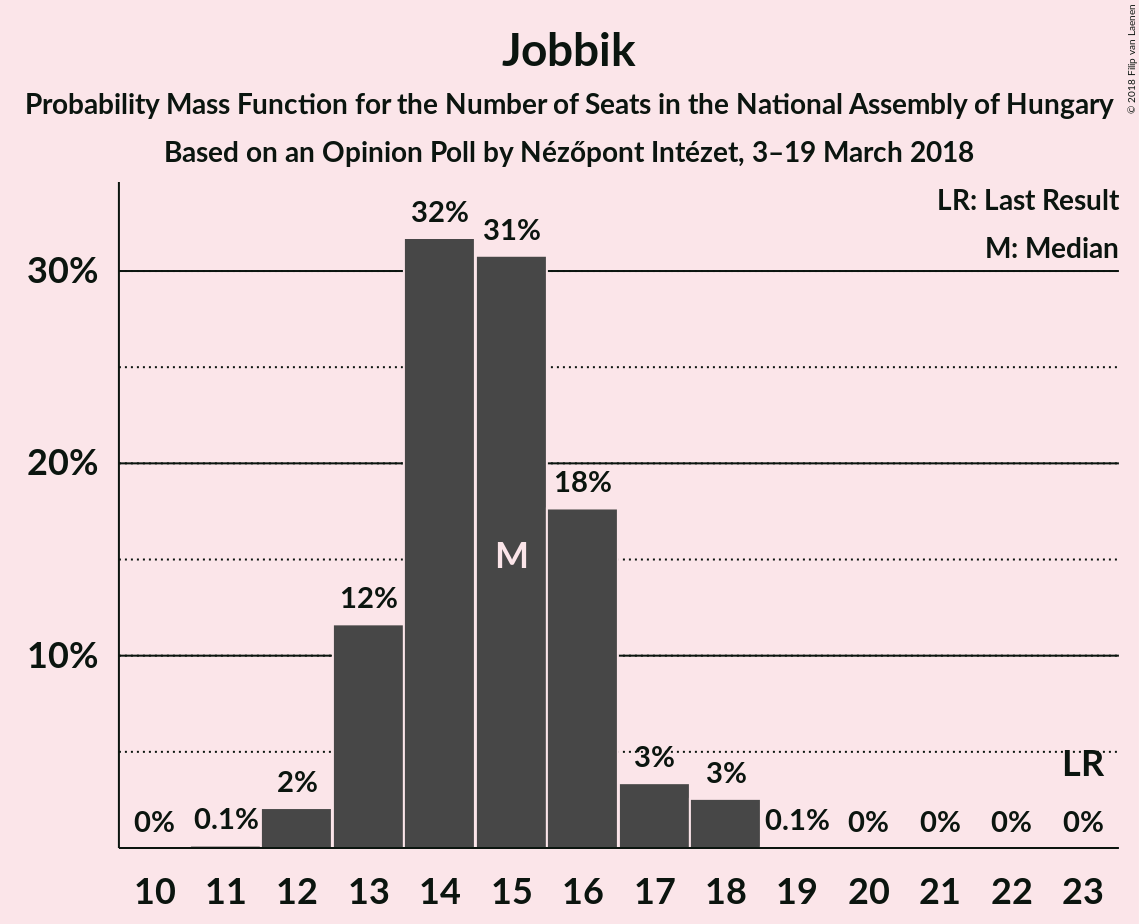 Jobbik
Probability Mass Function for the Number of Seats in the National Assembly of Hungary
Based on an Opinion Poll by Nézőpont Intézet, 3–19 March 2018
© 2018 Filip van Laenen
LR: Last Result
M: Median
30%
20%
10%
0%
0.1%
2%
12%
32%
31%
M
18%
3%
3%
0.1%
0%
0%
0%
LR
0%
10 11 12 13 14 15 16 17 18 19 20 21 22 23